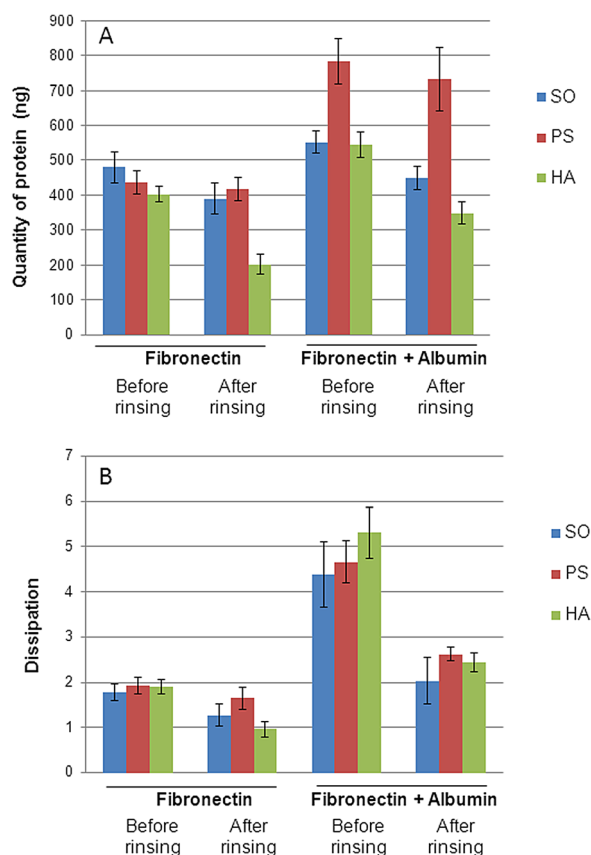 A
900
800
700
600
500
400
300
200
100
0
Quantity of protein (ng)
SO
PS
HA
Fibronectin
Fibronectin + Albumin
Before rinsing
After rinsing
Before rinsing
After rinsing
B
7
6
5
4
3
2
1
0
Dissipation
SO
PS
HA
Fibronectin
Fibronectin + Albumin
Before rinsing
After rinsing
Before rinsing
After rinsing